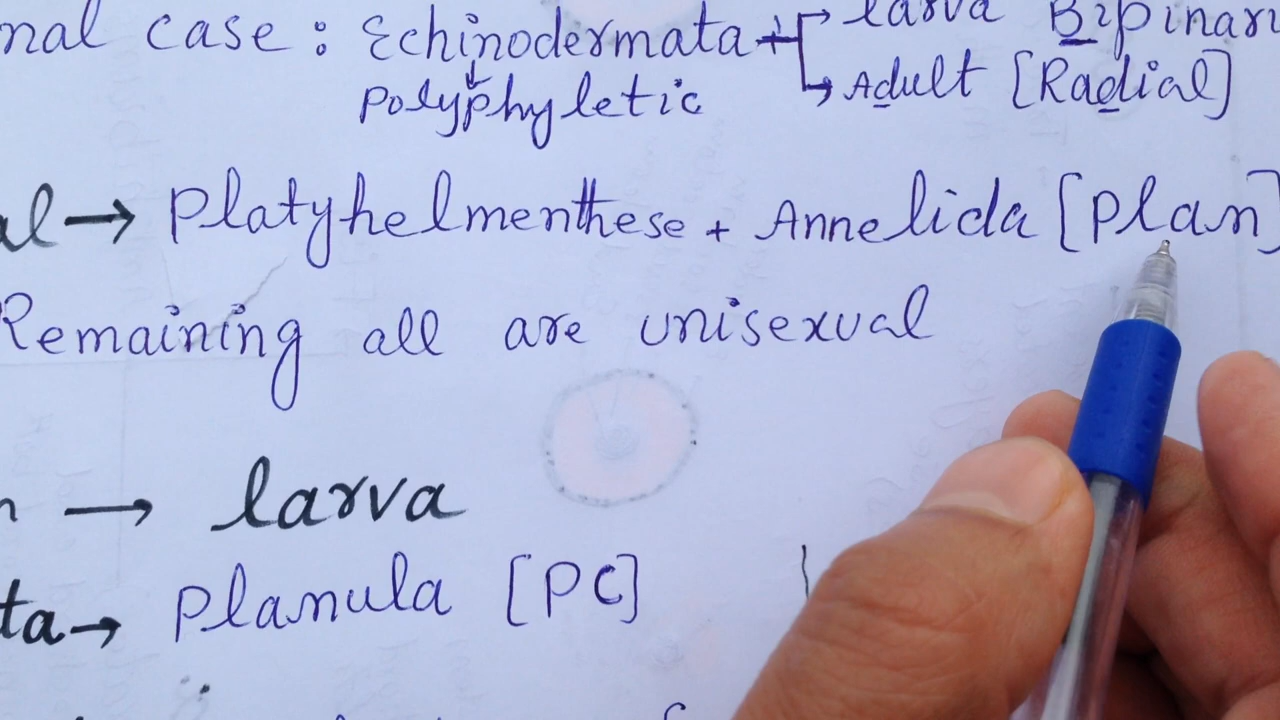 nal case: Echinodermata → larva Bipinari
polyphyletic → Adult [Radial]
al → Platyhelmenthese + Annelida [plan]
Remaining all are unisexual
n → larva
ta → Planula [PC]